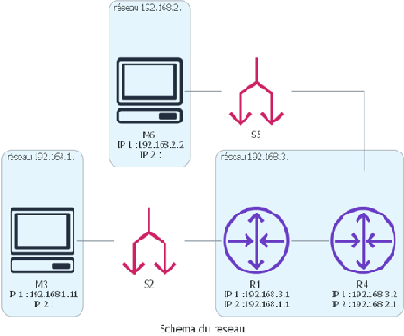 réseau 192.168.2.
M6
IP 1 :192.168.2.2
IP 2 :
S5
réseau 192.168.1.
réseau 192.168.3.
M3
IP 1 :192.168.1.11
IP 2
S2
R1
IP 1 :192.168.3.1
IP 2 :192.168.1.1
R4
IP 1 :192.168.3.2
IP 2 :192.168.2.1
Schema du reseau